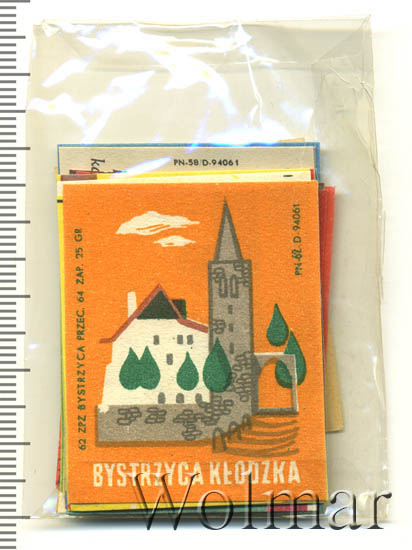 PN-58/D-94061
62 ZPZ BYSTRZYCA PRZEC. 64 ZAP. 25 GR
PN-62.D-94061
BYSTRZYCA KŁODZKA
Wolmar